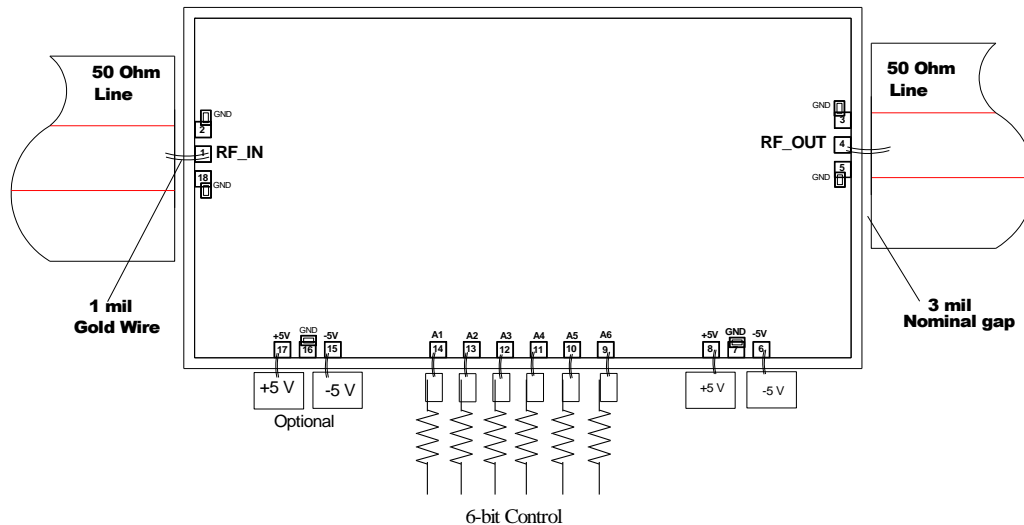 50 Ohm
Line
50 Ohm
Line
GND
2
1
RF_IN
18
GND
GND
3
RF_OUT
4
5
GND
1 mil
Gold Wire
3 mil
Nominal gap
+5V
GND
-5V
17
16
15
A1
A2
A3
A4
A5
A6
14
13
12
11
10
9
+5V
GND
-5V
8
7
6
+5 V
-5 V
Optional
+5 V
-5 V
6-bit Control